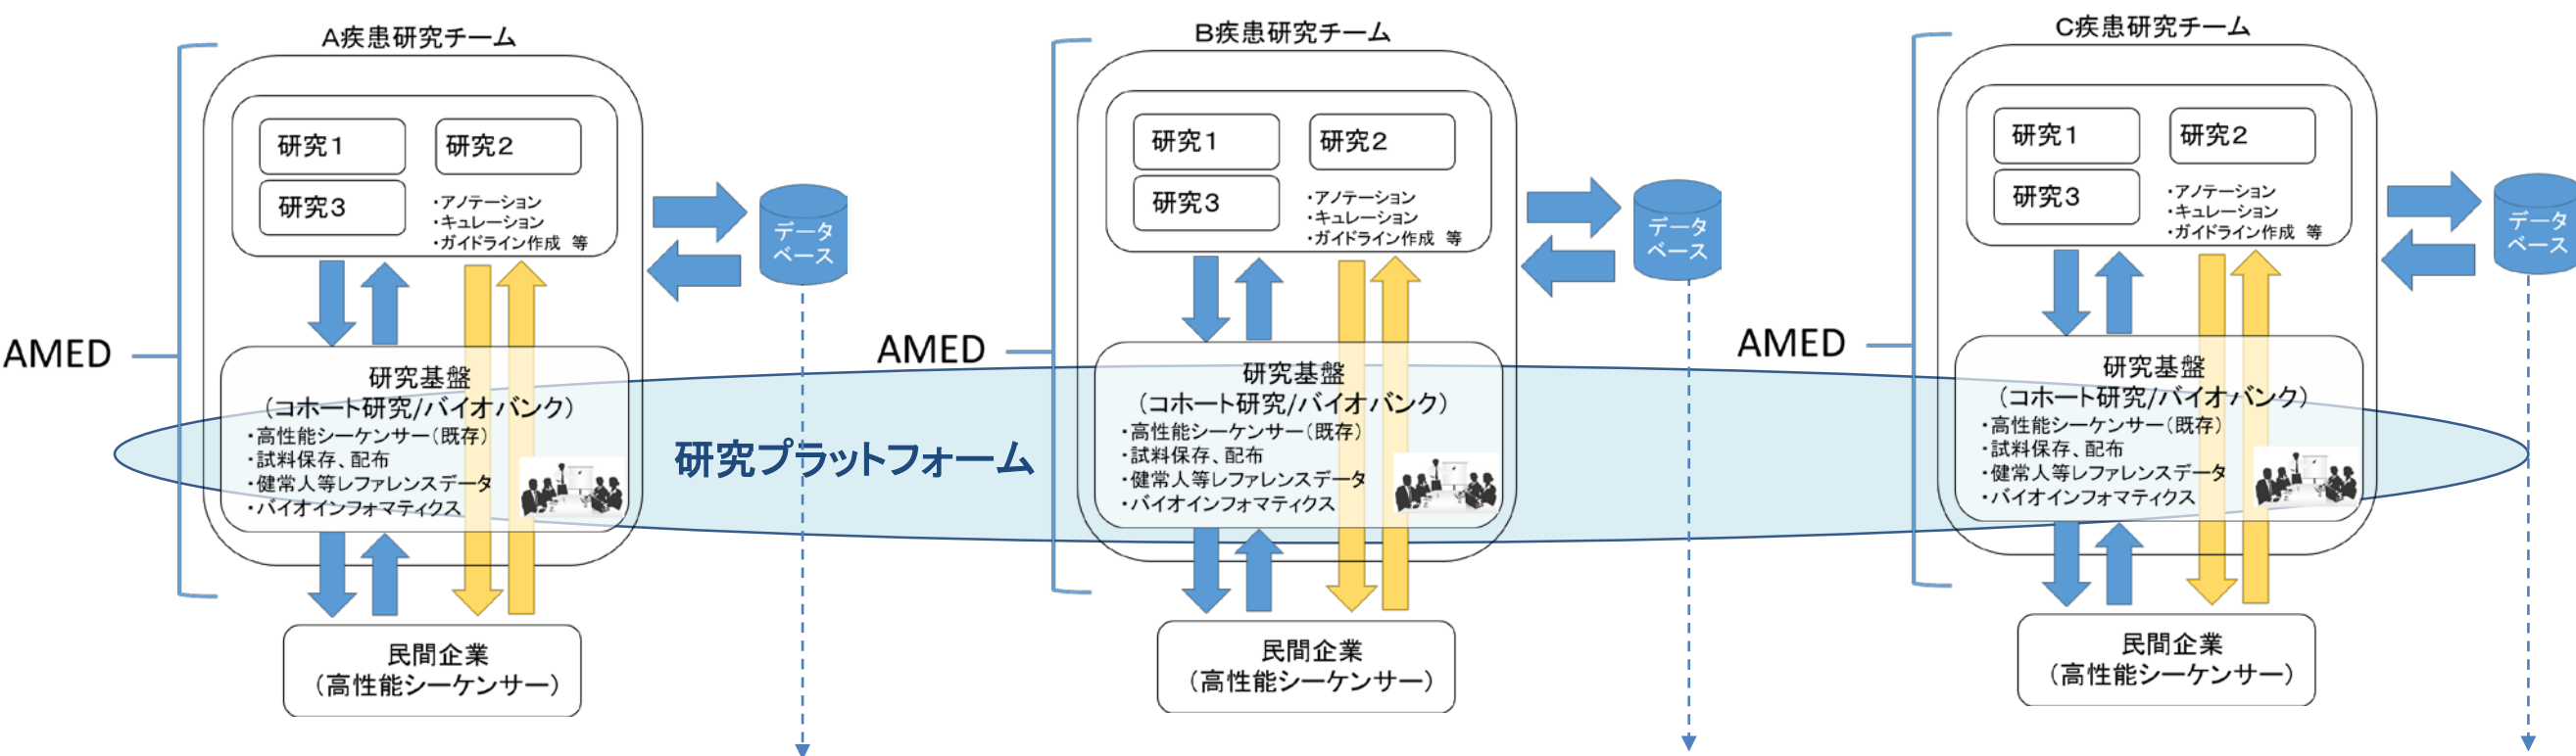 A疾患研究チーム
研究1
研究2
研究3
・アノテーション
・キュレーション
・ガイドライン作成 等
データ
ベース
AMED
研究基盤
(コホート研究/バイオバンク)
・高性能シーケンサー(既存)
・試料保存、配布
・健常人等レファレンスデータ
・バイオインフォマティクス
民間企業
(高性能シーケンサー)
研究プラットフォーム
B疾患研究チーム
研究1
研究2
研究3
・アノテーション
・キュレーション
・ガイドライン作成 等
データ
ベース
AMED
研究基盤
(コホート研究/バイオバンク)
・高性能シーケンサー(既存)
・試料保存、配布
・健常人等レファレンスデータ
・バイオインフォマティクス
民間企業
(高性能シーケンサー)
C疾患研究チーム
研究1
研究2
研究3
・アノテーション
・キュレーション
・ガイドライン作成 等
データ
ベース
AMED
研究基盤
(コホート研究/バイオバンク)
・高性能シーケンサー(既存)
・試料保存、配布
・健常人等レファレンスデータ
・バイオインフォマティクス
民間企業
(高性能シーケンサー)